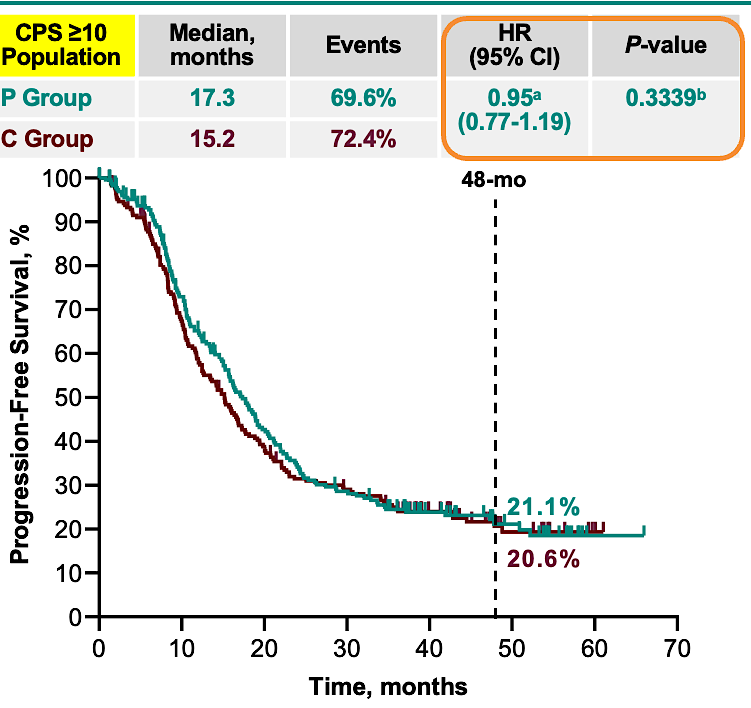 CPS ≥10 Population
Median, months
Events
HR (95% CI)
P-value
P Group
17.3
69.6%
0.95ᵃ
(0.77-1.19)
0.3339ᵇ
C Group
15.2
72.4%
48-mo
Progression-Free Survival, %
100
90
80
70
60
50
40
30
20
10
0
21.1%
20.6%
0 10 20 30 40 50 60 70
Time, months